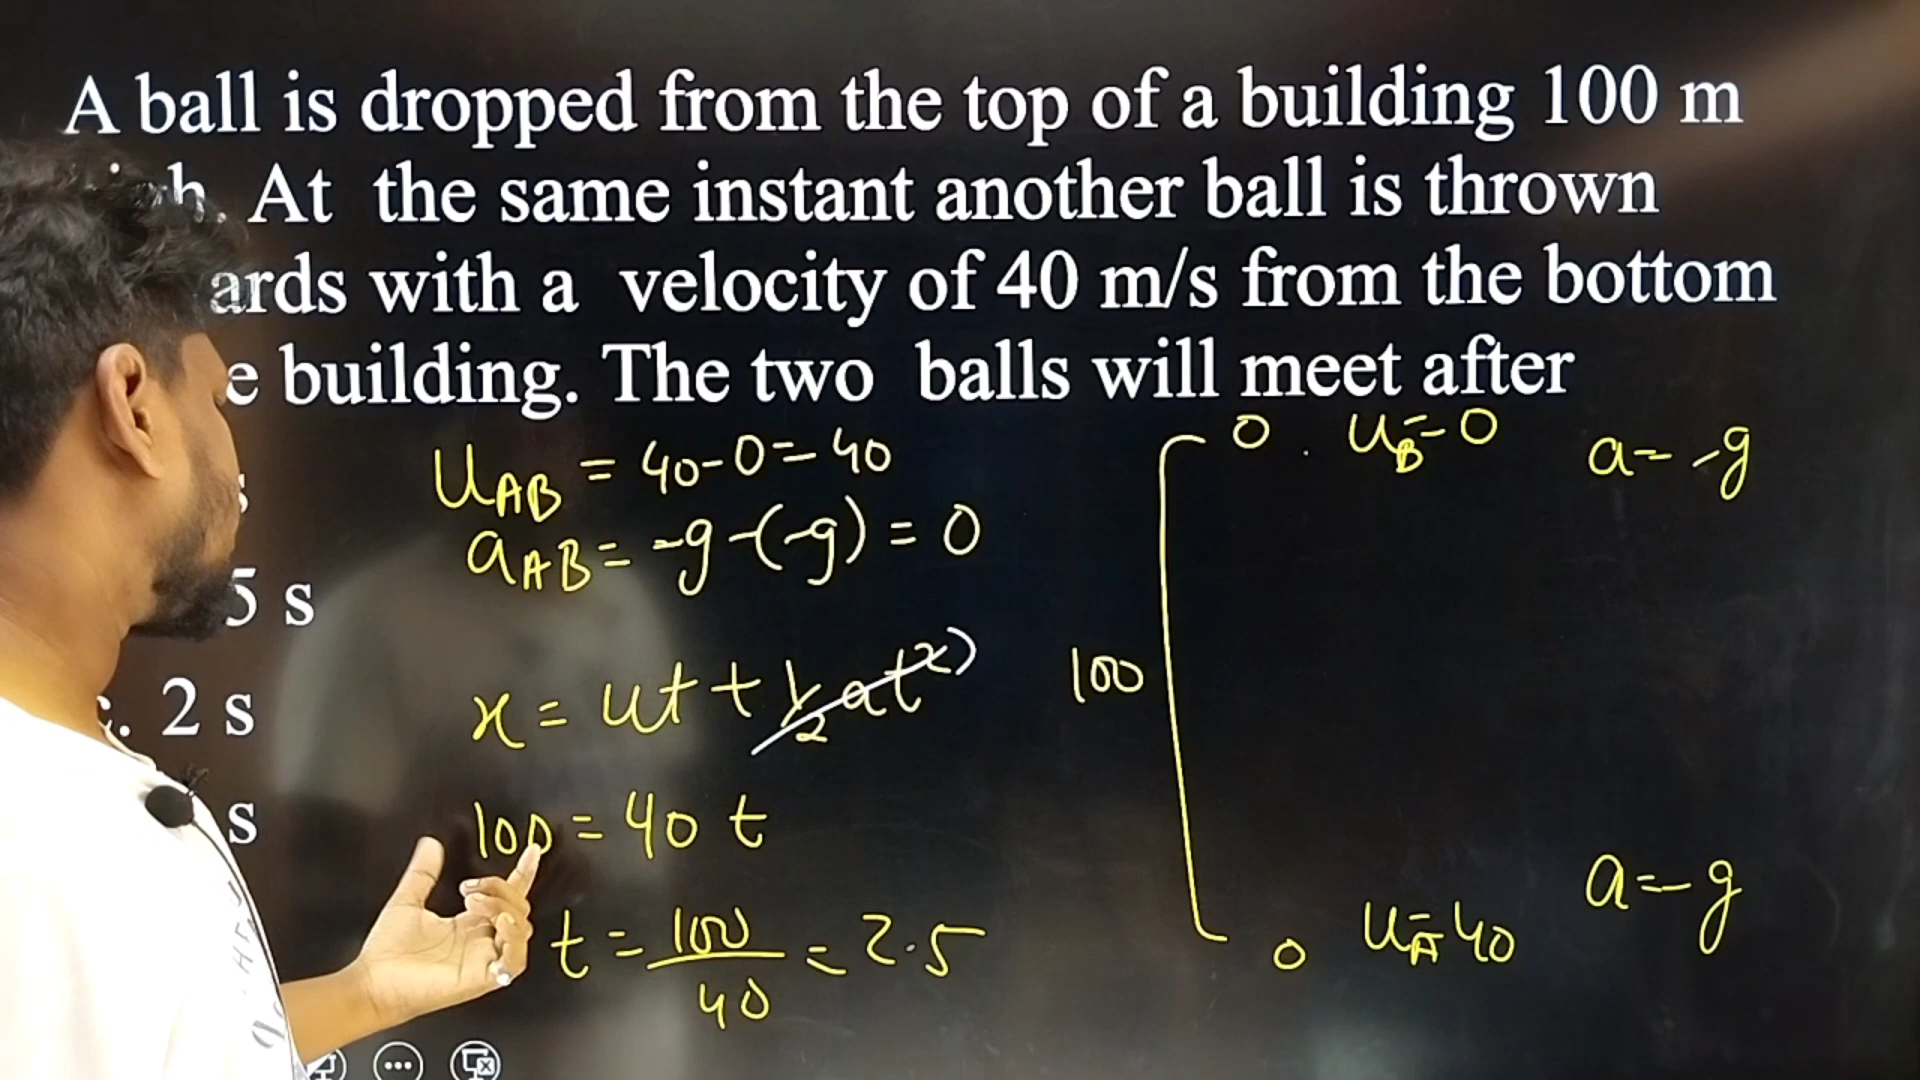 A ball is dropped from the top of a building 100 m
At the same instant another ball is thrown
with a velocity of 40 m/s from the bottom
building. The two balls will meet after
0 . u_B = 0 a = -g
u_AB = 40-0 = 40
a_AB = -g-(-g) = 0
5 s
x = ut + ½at²
100
. 2 s
s
100 = 40 t
a = -g
t = 100/40 = 2.5
0 u_A = 40